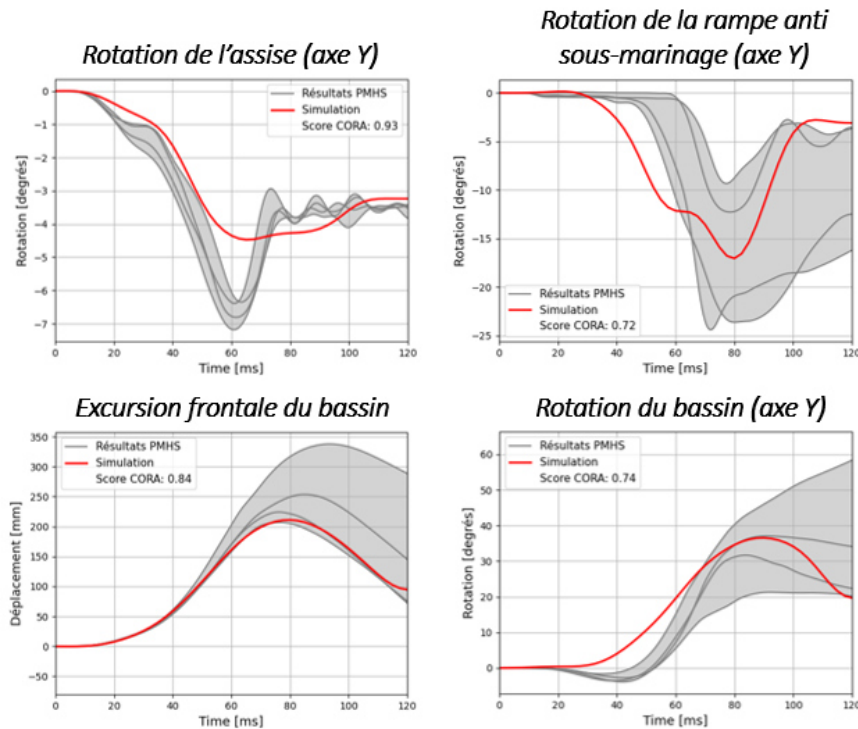 Rotation de l'assise (axe Y)
Rotation de la rampe anti
sous-marinage (axe Y)
Résultats PMHS
Simulation
Score CORA: 0.93
0
−1
−2
−3
−4
−5
−6
−7
Rotation [degrés]
0 20 40 60 80 100 120
Time [ms]
0
−5
−10
−15
−20
−25
Rotation [degrés]
Résultats PMHS
Simulation
Score CORA: 0.72
0 20 40 60 80 100 120
Time [ms]
Excursion frontale du bassin
Rotation du bassin (axe Y)
350
300
250
200
150
100
50
0
−50
Déplacement [mm]
Résultats PMHS
Simulation
Score CORA: 0.84
0 20 40 60 80 100 120
Time [ms]
60
50
40
30
20
10
0
Rotation [degrés]
Résultats PMHS
Simulation
Score CORA: 0.74
0 20 40 60 80 100 120
Time [ms]